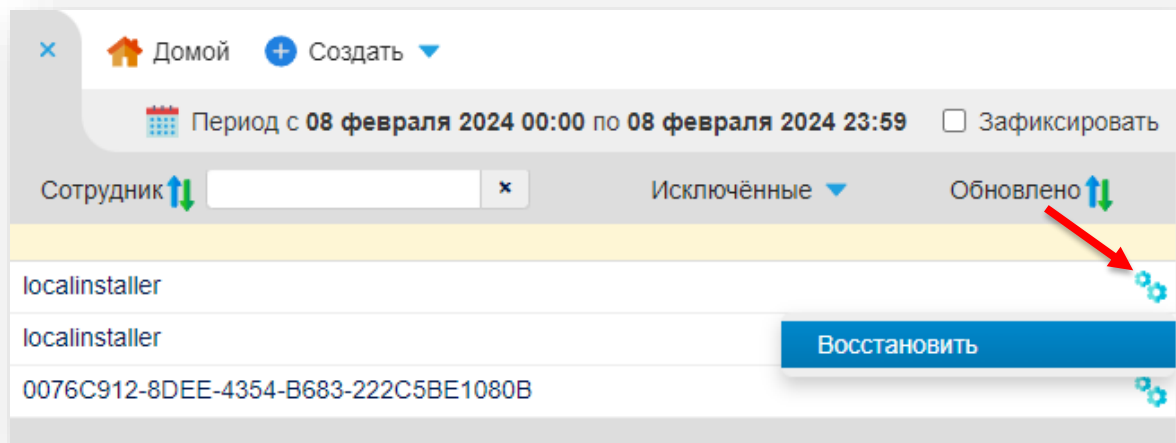 × Домой Создать
Период с 08 февраля 2024 00:00 по 08 февраля 2024 23:59 Зафиксировать
Сотрудник × Исключённые Обновлено
localinstaller
localinstaller
Восстановить
0076C912-8DEE-4354-B683-222C5BE1080B